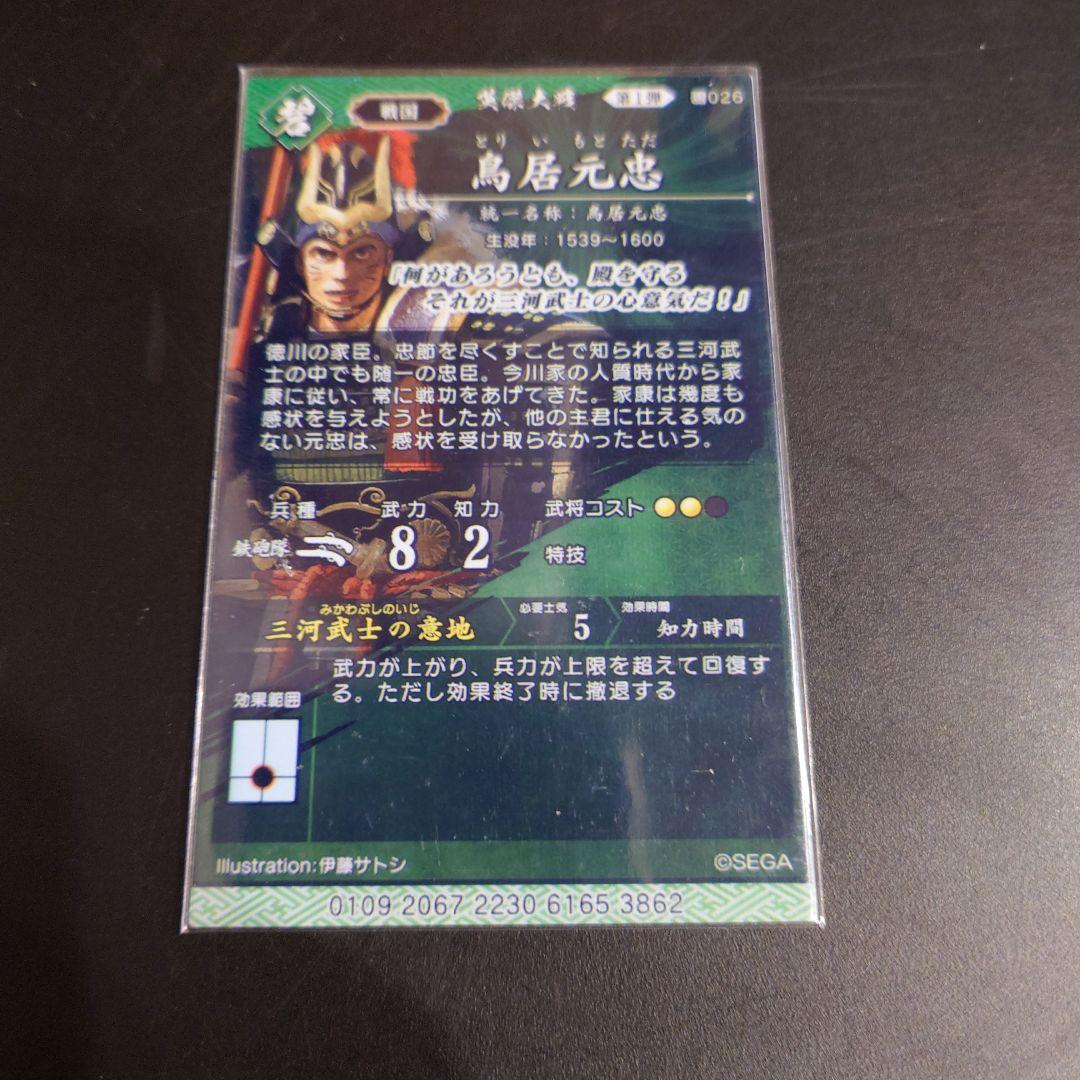 碧
戦国
英傑大戦
第1弾
碧026
とり い もと ただ
鳥居元忠
統一名称：鳥居元忠
生没年：1539～1600
『何があろうとも、殿を守る
それが三河武士の心意気だ！』
徳川の家臣。忠節を尽くすことで知られる三河武
士の中でも随一の忠臣。今川家の人質時代から家
康に従い、常に戦功をあげてきた。家康は幾度も
感状を与えようとしたが、他の主君に仕える気の
ない元忠は、感状を受け取らなかったという。
兵種 武力 知力 武将コスト
鉄砲隊 8 2 特技
みかわぶしのいじ 必要士気 効果時間
三河武士の意地 5 知力時間
武力が上がり、兵力が上限を超えて回復す
る。ただし効果終了時に撤退する
効果範囲
Illustration:伊藤サトシ ©SEGA
0109 2067 2230 6165 3862